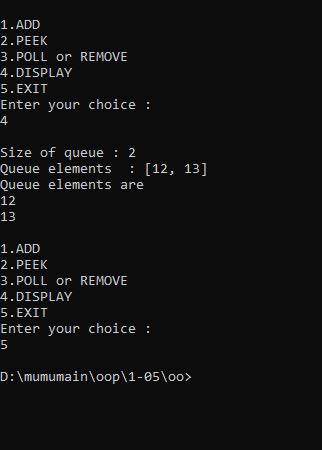 1.ADD
2.PEEK
3.POLL or REMOVE
4.DISPLAY
5.EXIT
Enter your choice :
4
Size of queue : 2
Queue elements  : [12, 13]
Queue elements are
12
13
1.ADD
2.PEEK
3.POLL or REMOVE
4.DISPLAY
5.EXIT
Enter your choice :
5
D:\mumumain\oop\1-05\oo>